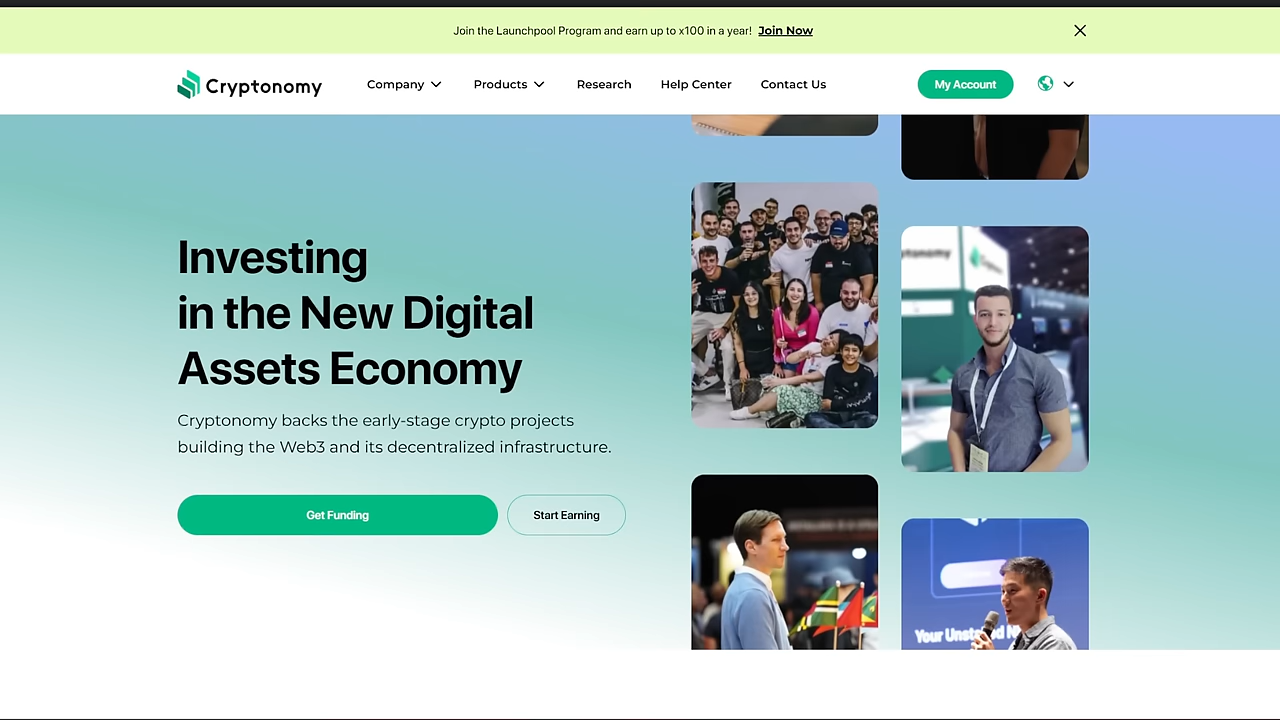 Join the Launchpool Program and earn up to x100 in a year! Join Now
Cryptonomy
Company
Products
Research
Help Center
Contact Us
My Account
Investing
in the New Digital
Assets Economy
Cryptonomy backs the early-stage crypto projects
building the Web3 and its decentralized infrastructure.
Get Funding
Start Earning
Your